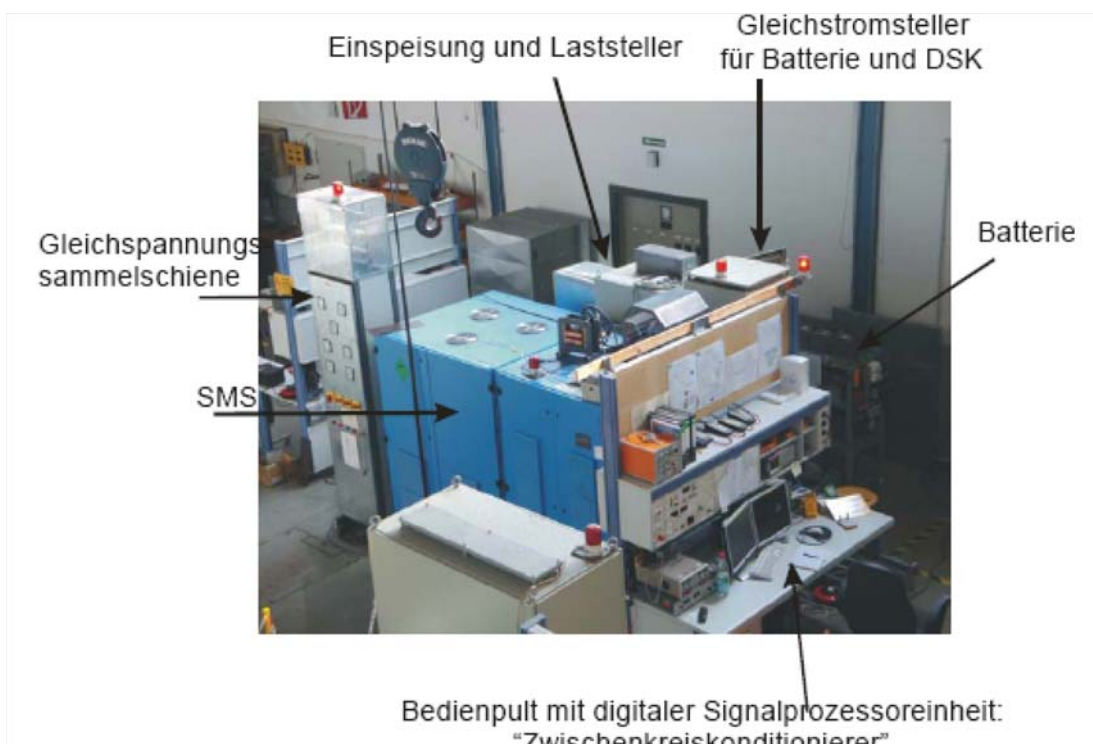 Einspeisung und Laststeller
Gleichstromsteller
für Batterie und DSK
Gleichspannungs
sammelschiene
Batterie
SMS
Bedienpult mit digitaler Signalprozessoreinheit:
“Zwischenkreiskonditionierer”